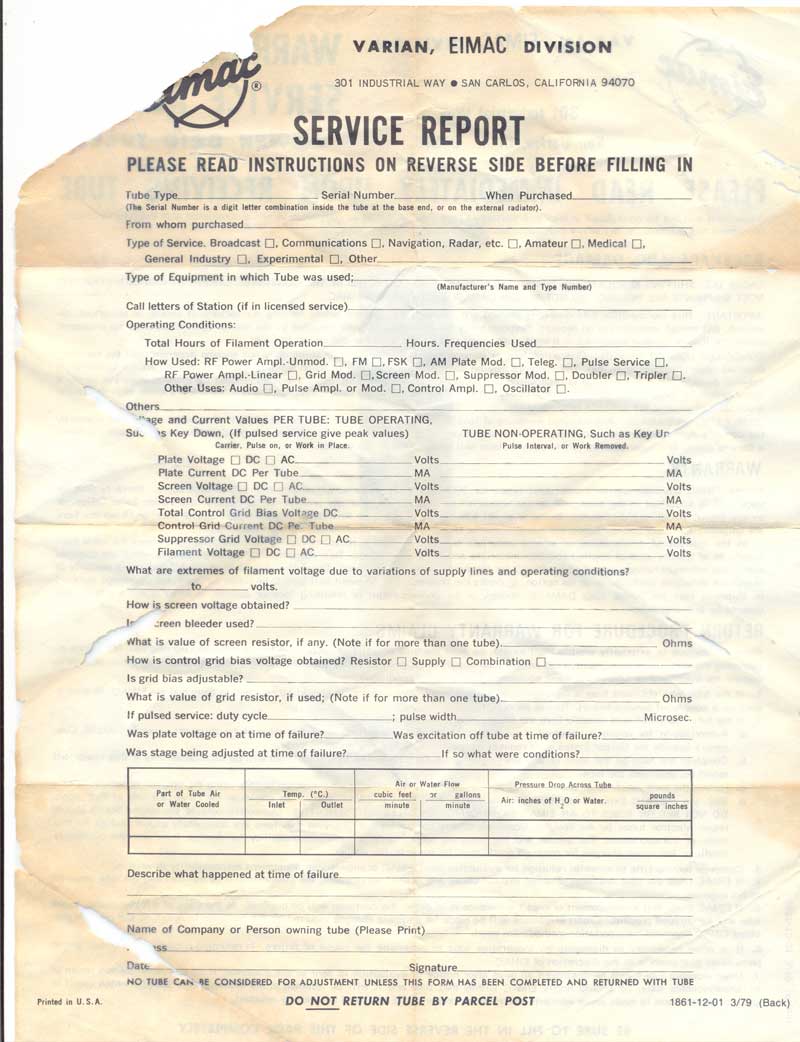 Eimac ®
VARIAN, EIMAC DIVISION
301 INDUSTRIAL WAY ● SAN CARLOS, CALIFORNIA 94070
SERVICE REPORT
PLEASE READ INSTRUCTIONS ON REVERSE SIDE BEFORE FILLING IN
Tube Type Serial Number When Purchased
(The Serial Number is a digit letter combination inside the tube at the base end, or on the external radiator).
From whom purchased
Type of Service. Broadcast ☐, Communications ☐, Navigation, Radar, etc. ☐, Amateur ☐, Medical ☐,
General Industry ☐, Experimental ☐, Other
Type of Equipment in which Tube was used;
(Manufacturer's Name and Type Number)
Call letters of Station (if in licensed service)
Operating Conditions:
Total Hours of Filament Operation Hours. Frequencies Used
How Used: RF Power Ampl.-Unmod. ☐, FM ☐, FSK ☐, AM Plate Mod. ☐, Teleg. ☐, Pulse Service ☐,
RF Power Ampl.-Linear ☐, Grid Mod. ☐, Screen Mod. ☐, Suppressor Mod. ☐, Doubler ☐, Tripler ☐.
Other Uses: Audio ☐, Pulse Ampl. or Mod. ☐, Control Ampl. ☐, Oscillator ☐.
Others
age and Current Values PER TUBE: TUBE OPERATING,
as Key Down, (If pulsed service give peak values) TUBE NON-OPERATING, Such as Key
Carrier, Pulse on, or Work in Place. Pulse Interval, or Work Removed.
Plate Voltage ☐ DC ☐ AC Volts Volts
Plate Current DC Per Tube MA MA
Screen Voltage ☐ DC ☐ AC Volts Volts
Screen Current DC Per Tube MA MA
Total Control Grid Bias Voltage DC Volts Volts
Control Grid Current DC Per Tube MA MA
Suppressor Grid Voltage ☐ DC ☐ AC Volts Volts
Filament Voltage ☐ DC ☐ AC Volts Volts
What are extremes of filament voltage due to variations of supply lines and operating conditions?
to volts.
How is screen voltage obtained?
creen bleeder used?
What is value of screen resistor, if any. (Note if for more than one tube) Ohms
How is control grid bias voltage obtained? Resistor ☐ Supply ☐ Combination ☐
Is grid bias adjustable?
What is value of grid resistor, if used; (Note if for more than one tube) Ohms
If pulsed service: duty cycle ; pulse width Microsec.
Was plate voltage on at time of failure? Was excitation off tube at time of failure?
Was stage being adjusted at time of failure? If so what were conditions?
Part of Tube Air or Water Cooled
Temp. (°C.) Inlet Outlet
Air or Water Flow cubic feet minute or gallons minute
Pressure Drop Across Tube Air: inches of H2O or Water. pounds square inches
Describe what happened at time of failure
Name of Company or Person owning tube (Please Print)
ess
Date Signature
NO TUBE CAN BE CONSIDERED FOR ADJUSTMENT UNLESS THIS FORM HAS BEEN COMPLETED AND RETURNED WITH TUBE
Printed in U.S.A. DO NOT RETURN TUBE BY PARCEL POST 1861-12-01 3/79 (Back)